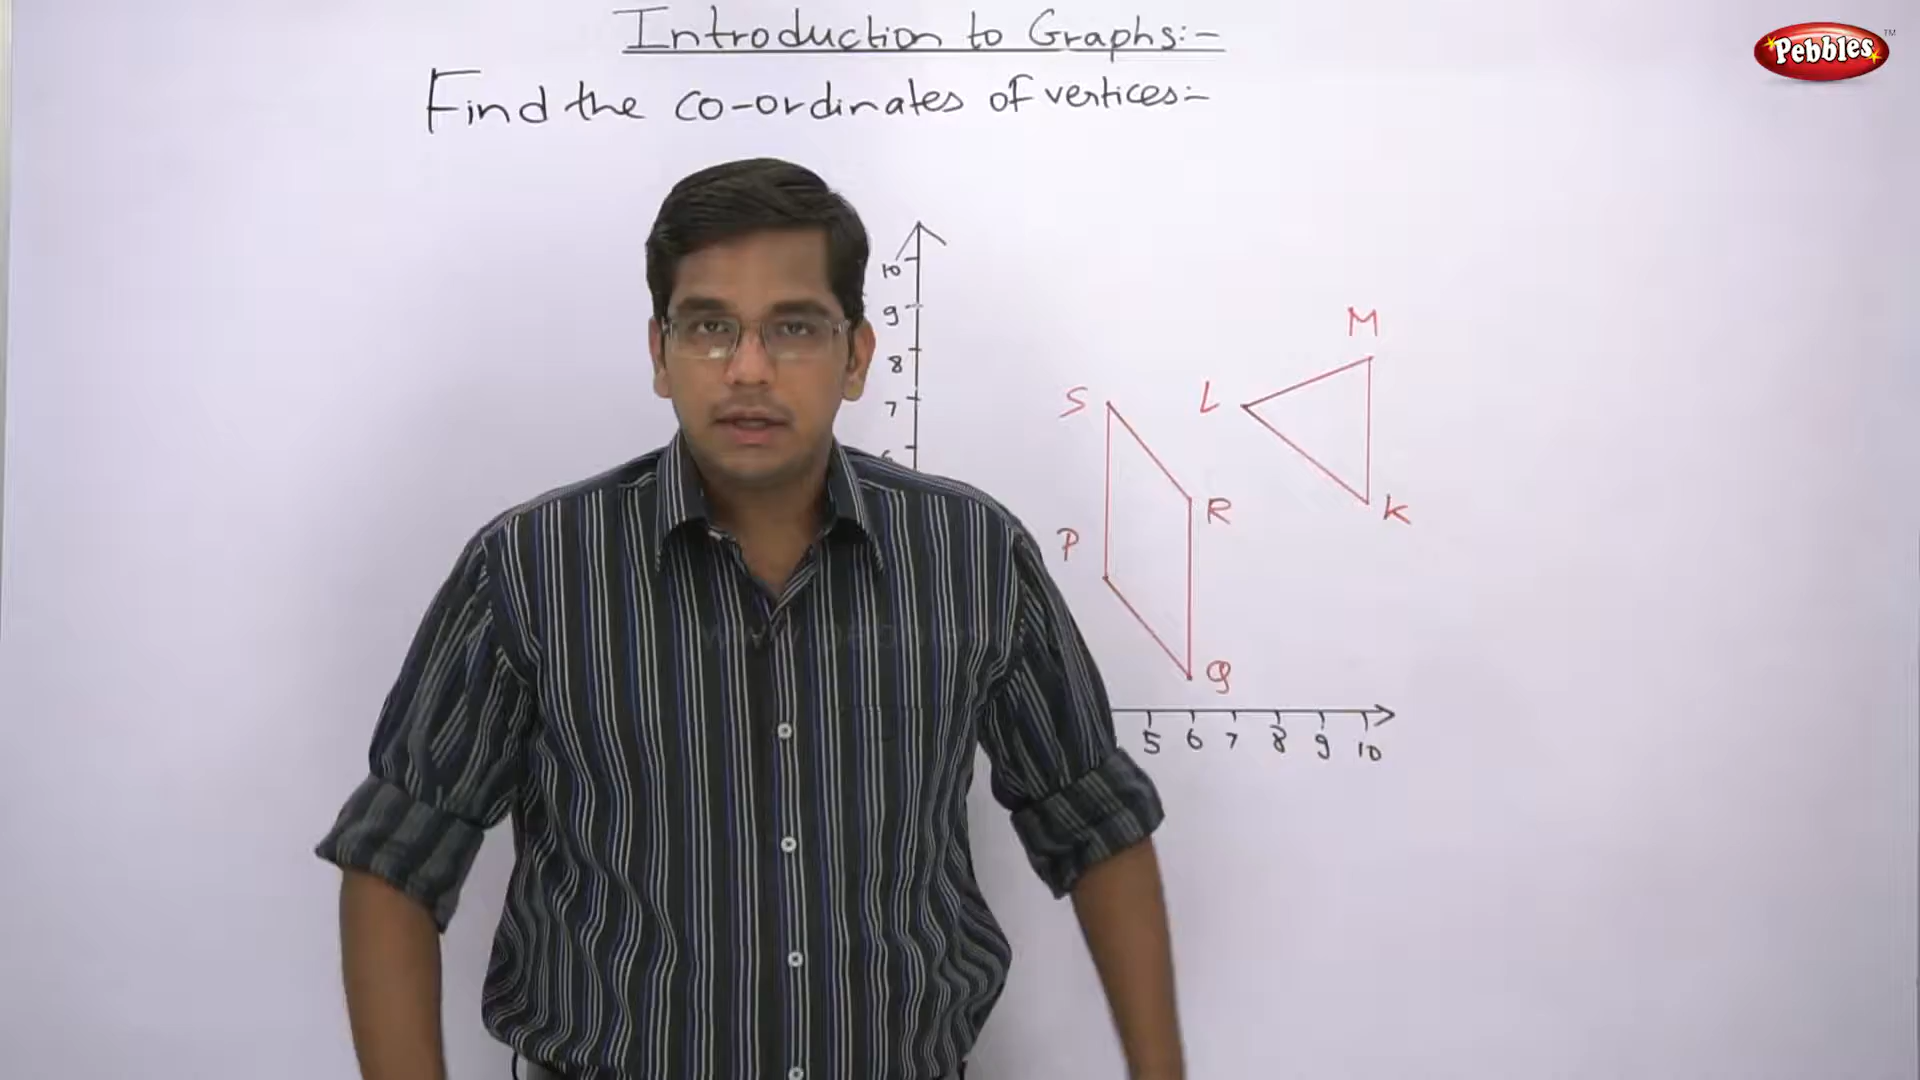 Introduction to Graphs:-
Pebbles™
Find the co-ordinates of vertices:-
10
9
8
7
M
S
L
R
K
P
Q
5 6 7 8 9 10